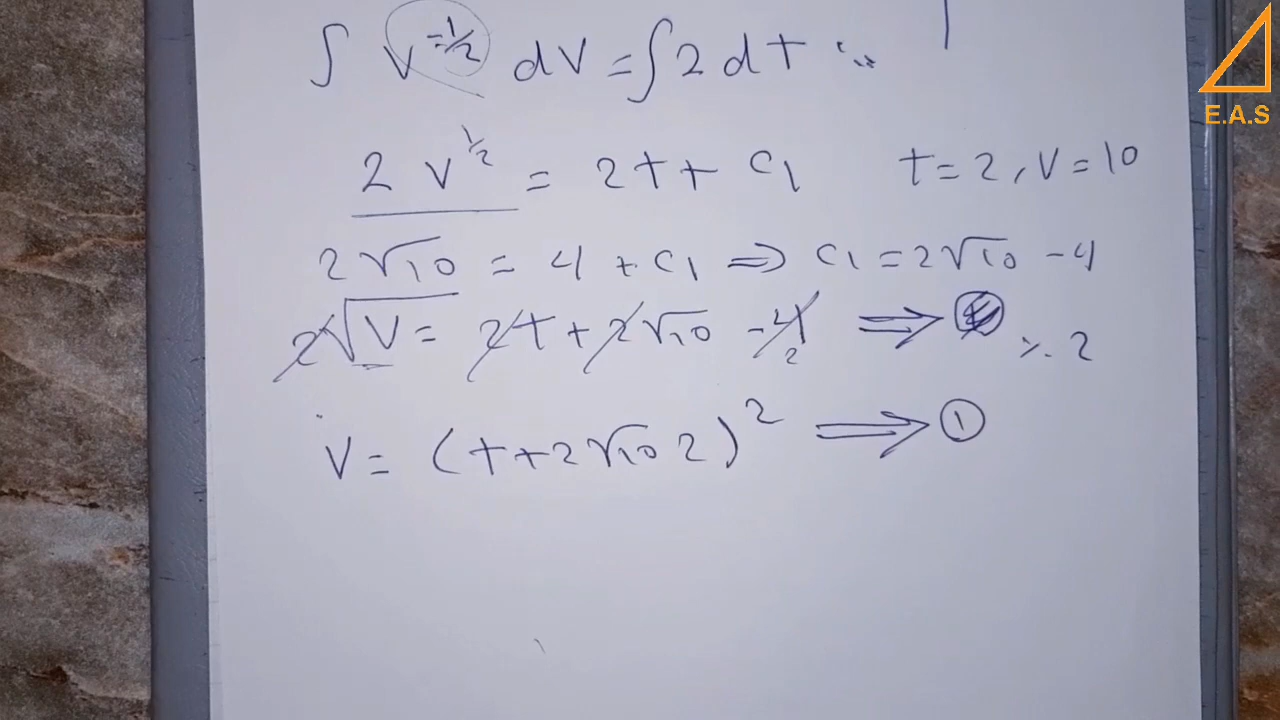 ∫ V^-1/2 dV = ∫ 2 dt
2 V^1/2 = 2t + C1 t = 2, V = 10
2√10 = 4 + C1 ⇒ C1 = 2√10 - 4
2√V = 2t + 2√10 - 4 2 ⇒ ÷ 2
V = (t + 2√10 2)^2 ⇒ ①
E.A.S